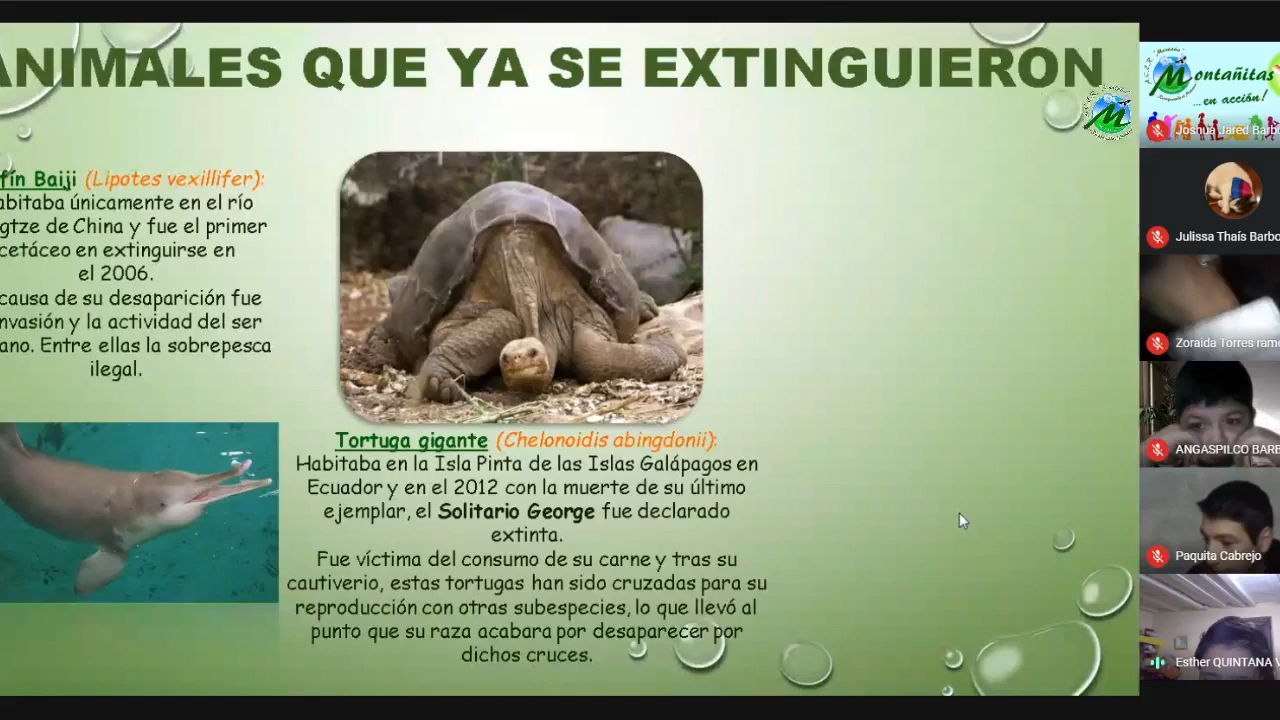 ANIMALES QUE YA SE EXTINGUIERON
fín Baiji (Lipotes vexillifer):
abitaba únicamente en el río
gtze de China y fue el primer
cetáceo en extinguirse en
el 2006.
causa de su desaparición fue
nvasión y la actividad del ser
ano. Entre ellas la sobrepesca
ilegal.
Tortuga gigante (Chelonoidis abingdonii):
Habitaba en la Isla Pinta de las Islas Galápagos en
Ecuador y en el 2012 con la muerte de su último
ejemplar, el Solitario George fue declarado
extinta.
Fue víctima del consumo de su carne y tras su
cautiverio, estas tortugas han sido cruzadas para su
reproducción con otras subespecies, lo que llevó al
punto que su raza acabara por desaparecer por
dichos cruces.
Montañitas
...en acción!
Joshua Jared Barbo
Julissa Thaís Barbo
Zoraida Torres ram
ANGASPILCO BARB
Paquita Cabrejo
Esther QUINTANA V